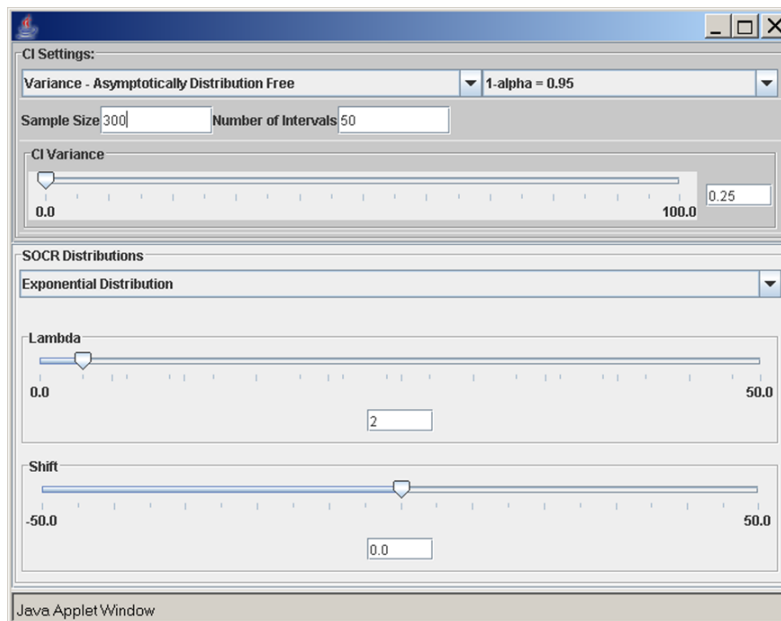 CI Settings:
Variance - Asymptotically Distribution Free 1-alpha = 0.95
Sample Size 300 Number of Intervals 50
CI Variance
0.0 100.0 0.25
SOCR Distributions
Exponential Distribution
Lambda
0.0 50.0
2
Shift
-50.0 50.0
0.0
Java Applet Window